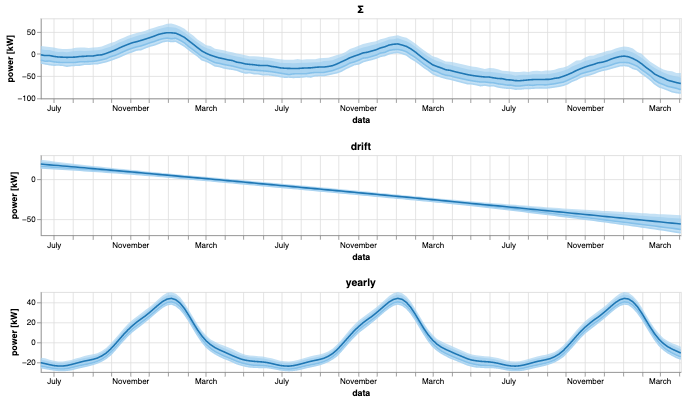 Σ
power [kW]
50
0
−50
−100
July
November
March
July
November
March
July
November
March
data
drift
power [kW]
0
−50
July
November
March
July
November
March
July
November
March
data
yearly
power [kW]
40
20
0
−20
July
November
March
July
November
March
July
November
March
data